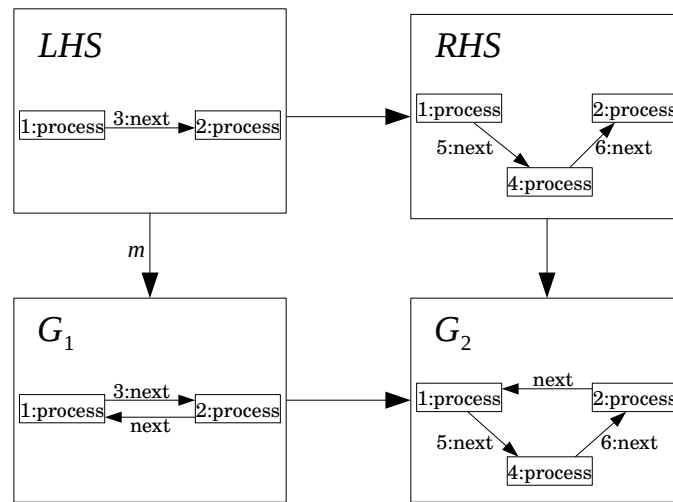 LHS
1:process 3:next 2:process
RHS
1:process 2:process
5:next 6:next
4:process
m
G1
1:process 3:next 2:process
next
G2
1:process next 2:process
5:next 6:next
4:process